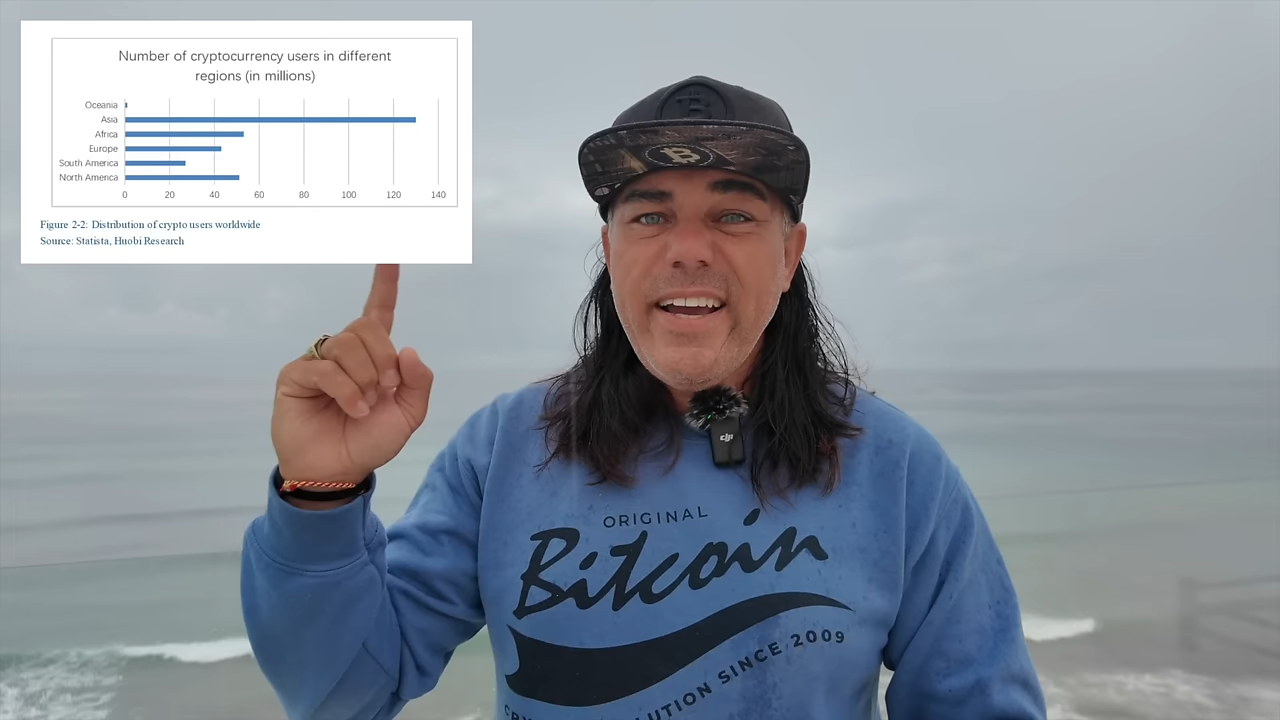 Number of cryptocurrency users in different
regions (in millions)
Oceania
Asia
Africa
Europe
South America
North America
0 20 40 60 80 100 120 140
Figure 2-2: Distribution of crypto users worldwide
Source: Statista, Huobi Research
dji
ORIGINAL
Bitcoin
SINCE 2009